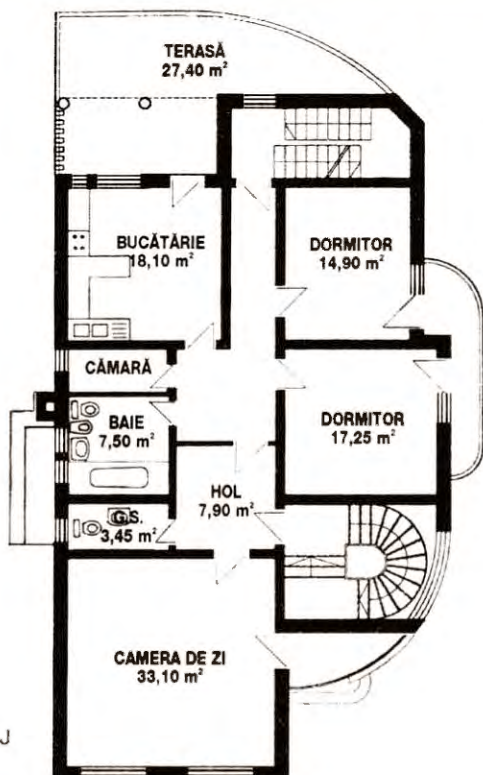 TERASĂ
27,40 m²
BUCĂTĂRIE
18,10 m²
DORMITOR
14,90 m²
CĂMARĂ
BAIE
7,50 m²
DORMITOR
17,25 m²
HOL
7,90 m²
G.S.
3,45 m²
CAMERA DE ZI
33,10 m²
J